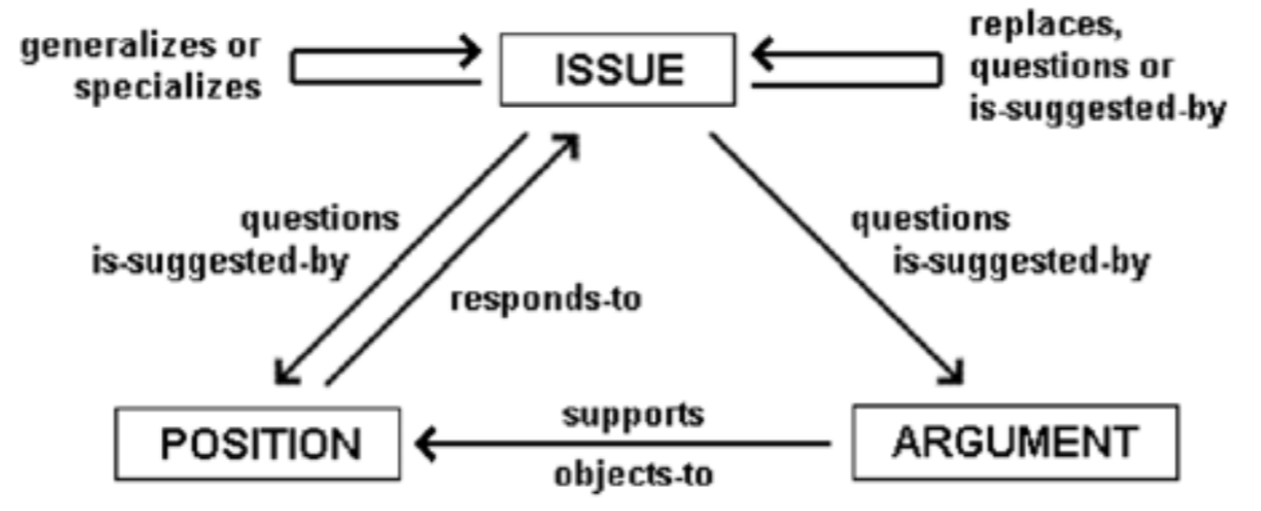 generalizes or
specializes
ISSUE
replaces,
questions or
is-suggested-by
questions
is-suggested-by
responds-to
questions
is-suggested-by
POSITION
supports
objects-to
ARGUMENT